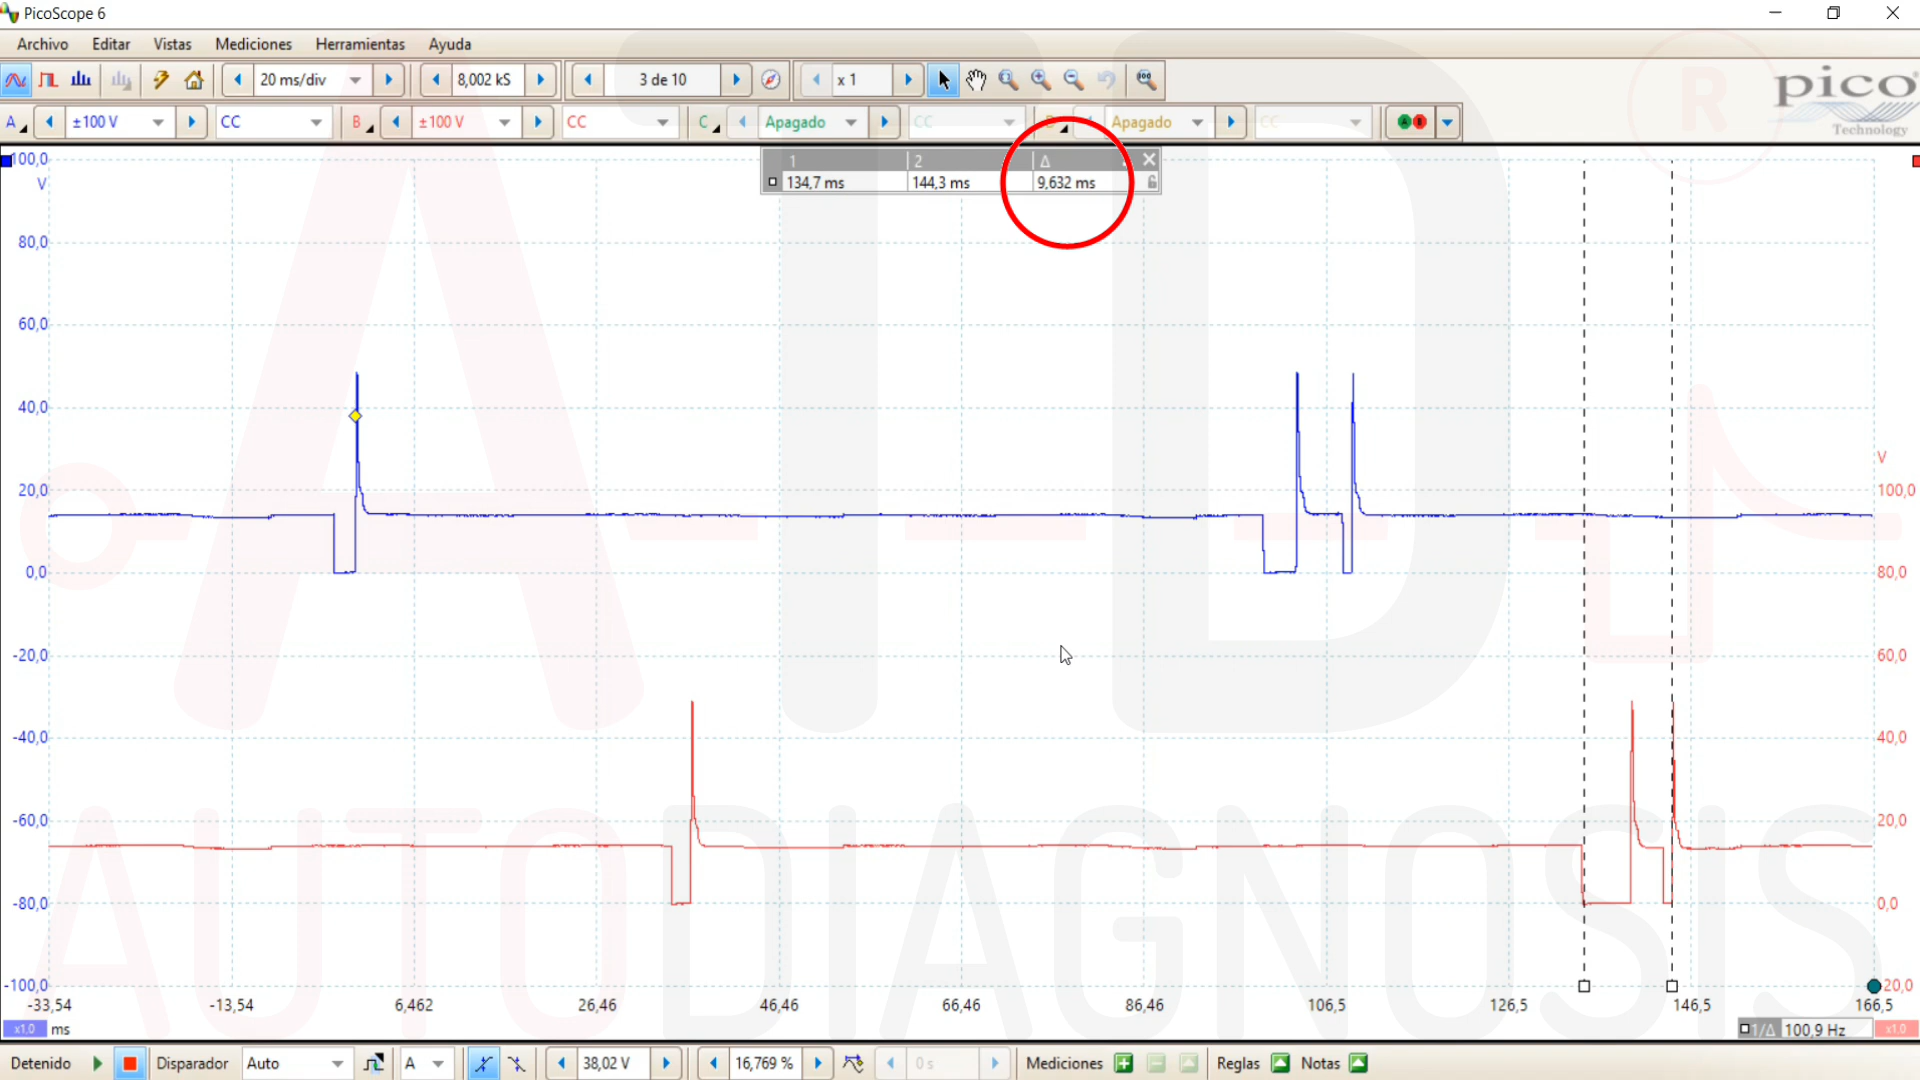 PicoScope 6
Archivo Editar Vistas Mediciones Herramientas Ayuda
20 ms/div 8,002 kS 3 de 10 x 1
pico
Technology
A ±100 V CC B ±100 V CC C Apagado CC D Apagado CC
1 2 Δ
134,7 ms 144,3 ms 9,632 ms
100,0
V
80,0
60,0
40,0
20,0
0,0
-20,0
-40,0
-60,0
-80,0
-100,0
V
100,0
80,0
60,0
40,0
20,0
0,0
-20,0
ATD
R
AUTODIAGNOSIS
-33,54 -13,54 6,462 26,46 46,46 66,46 86,46 106,5 126,5 146,5 166,5
x1.0 ms 1/Δ 100,9 Hz x1.0
Detenido Disparador Auto A 38,02 V 16,769 % 0 s Mediciones Reglas Notas